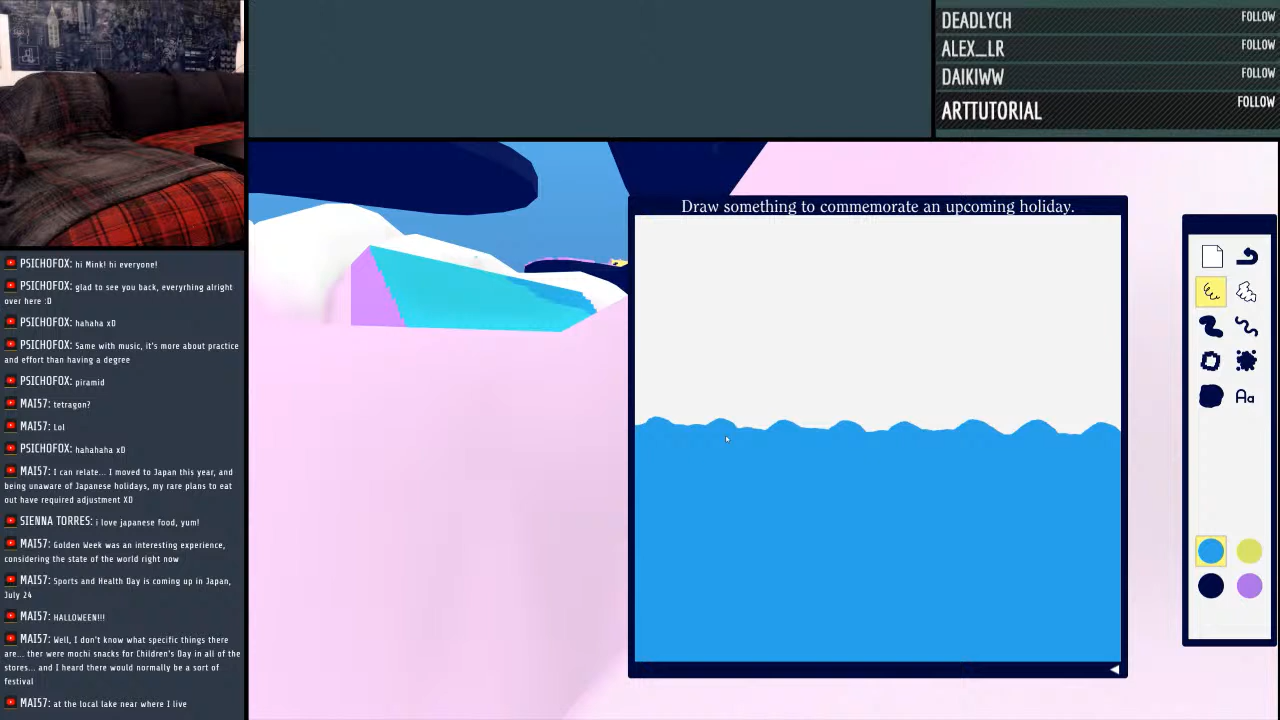 DEADLYCH FOLLOW
ALEX_LR FOLLOW
DAIKIWW FOLLOW
ARTTUTORIAL FOLLOW
Draw something to commemorate an upcoming holiday.
Aa
PSICHOFOX: hi Mink! hi everyone!
PSICHOFOX: glad to see you back, everyrhing alright
over here :D
PSICHOFOX: hahaha xD
PSICHOFOX: Same with music, it's more about practice
and effort than having a degree
PSICHOFOX: piramid
MAI57: tetragon?
MAI57: Lol
PSICHOFOX: hahahaha xD
MAI57: I can relate... I moved to Japan this year, and
being unaware of Japanese holidays, my rare plans to eat
out have required adjustment XD
SIENNA TORRES: i love japanese food, yum!
MAI57: Golden Week was an interesting experience,
considering the state of the world right now
MAI57: Sports and Health Day is coming up in Japan,
July 24
MAI57: HALLOWEEN!!!
MAI57: Well, I don't know what specific things there
are... ther were mochi snacks for Children's Day in all of the
stores... and I heard there would normally be a sort of
festival
MAI57: at the local lake near where I live